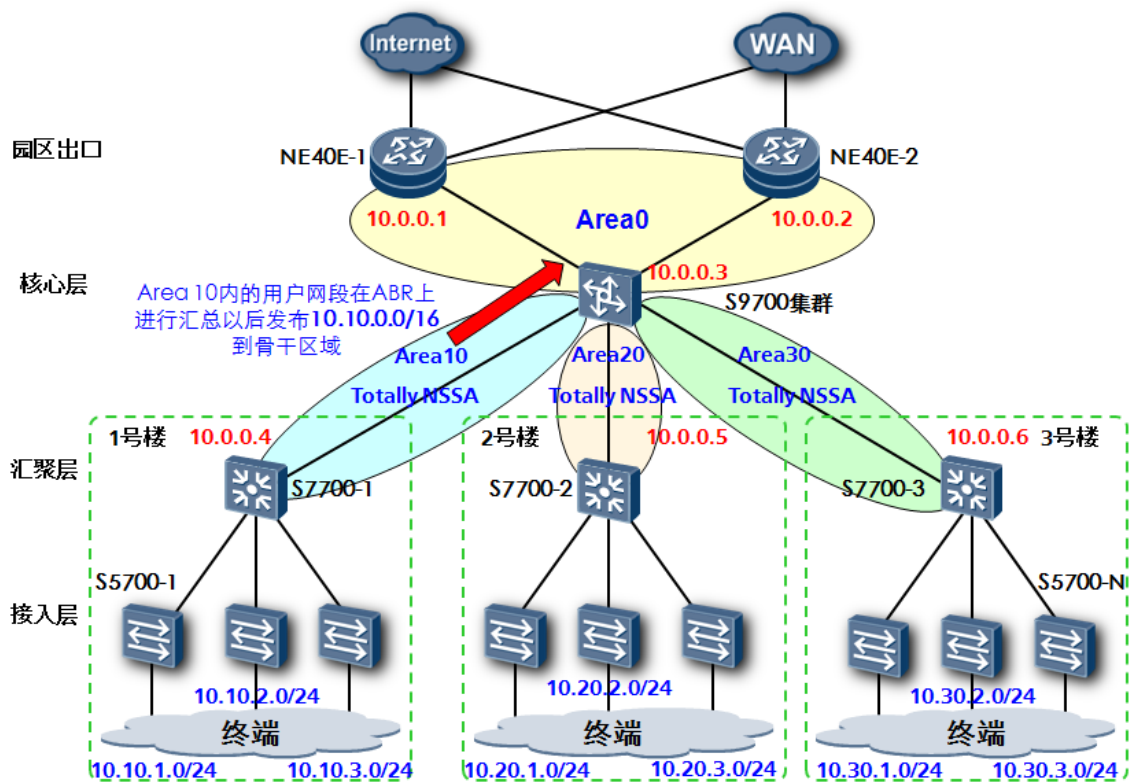 Internet
WAN
园区出口
NE40E-1
NE40E-2
10.0.0.1
Area0
10.0.0.2
核心层
10.0.0.3
S9700集群
Area 10内的用户网段在ABR上
进行汇总以后发布10.10.0.0/16
到骨干区域
Area10
Area20
Area30
Totally NSSA
Totally NSSA
Totally NSSA
1号楼
10.0.0.4
2号楼
10.0.0.5
10.0.0.6
3号楼
汇聚层
S7700-1
S7700-2
S7700-3
S5700-1
S5700-N
接入层
10.10.2.0/24
10.20.2.0/24
10.30.2.0/24
终端
终端
终端
10.10.1.0/24
10.10.3.0/24
10.20.1.0/24
10.20.3.0/24
10.30.1.0/24
10.30.3.0/24